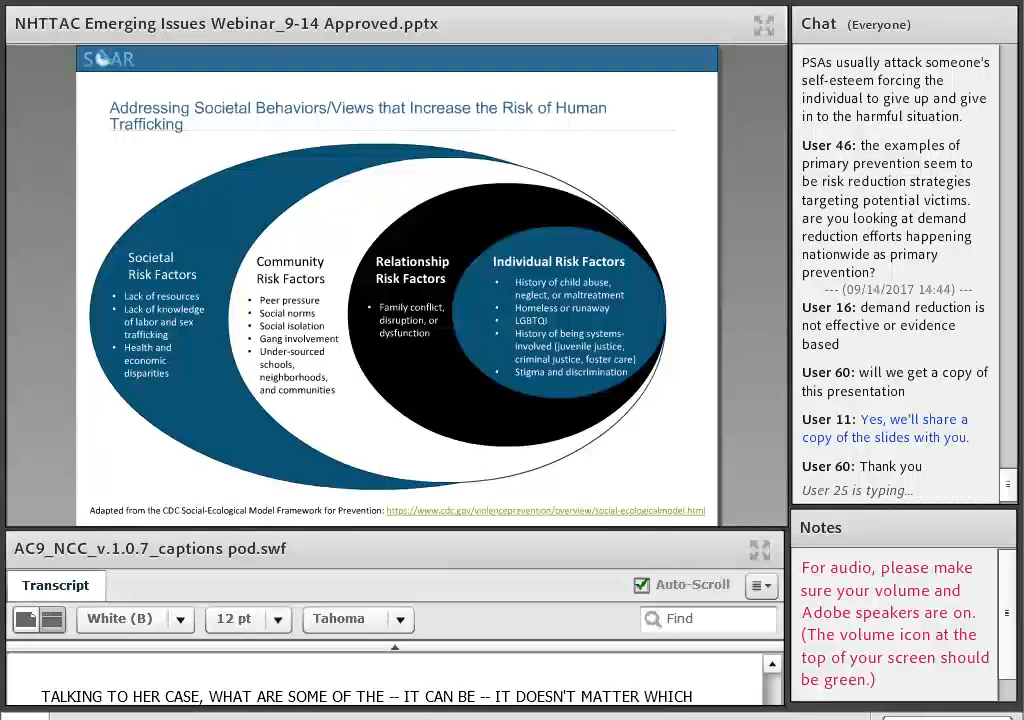 NHTTAC Emerging Issues Webinar_9-14 Approved.pptx
SOAR
Addressing Societal Behaviors/Views that Increase the Risk of Human
Trafficking
Societal
Risk Factors
• Lack of resources
• Lack of knowledge
of labor and sex
trafficking
• Health and
economic
disparities
Community
Risk Factors
• Peer pressure
• Social norms
• Social isolation
• Gang involvement
• Under-sourced
schools,
neighborhoods,
and communities
Relationship
Risk Factors
• Family conflict,
disruption, or
dysfunction
Individual Risk Factors
• History of child abuse,
neglect, or maltreatment
• Homeless or runaway
• LGBTQI
• History of being systems-
involved (juvenile justice,
criminal justice, foster care)
• Stigma and discrimination
Adapted from the CDC Social-Ecological Model Framework for Prevention: https://www.cdc.gov/violenceprevention/overview/social-ecologicalmodel.html
AC9_NCC_v.1.0.7_captions pod.swf
Transcript
Auto-Scroll
White (B)
12 pt
Tahoma
Find
TALKING TO HER CASE, WHAT ARE SOME OF THE -- IT CAN BE -- IT DOESN'T MATTER WHICH
Chat (Everyone)
PSAs usually attack someone's
self-esteem forcing the
individual to give up and give
in to the harmful situation.
User 46: the examples of
primary prevention seem to
be risk reduction strategies
targeting potential victims.
are you looking at demand
reduction efforts happening
nationwide as primary
prevention?
--- (09/14/2017 14:44) ---
User 16: demand reduction is
not effective or evidence
based
User 60: will we get a copy of
this presentation
User 11: Yes, we'll share a
copy of the slides with you.
User 60: Thank you
User 25 is typing...
Notes
For audio, please make
sure your volume and
Adobe speakers are on.
(The volume icon at the
top of your screen should
be green.)